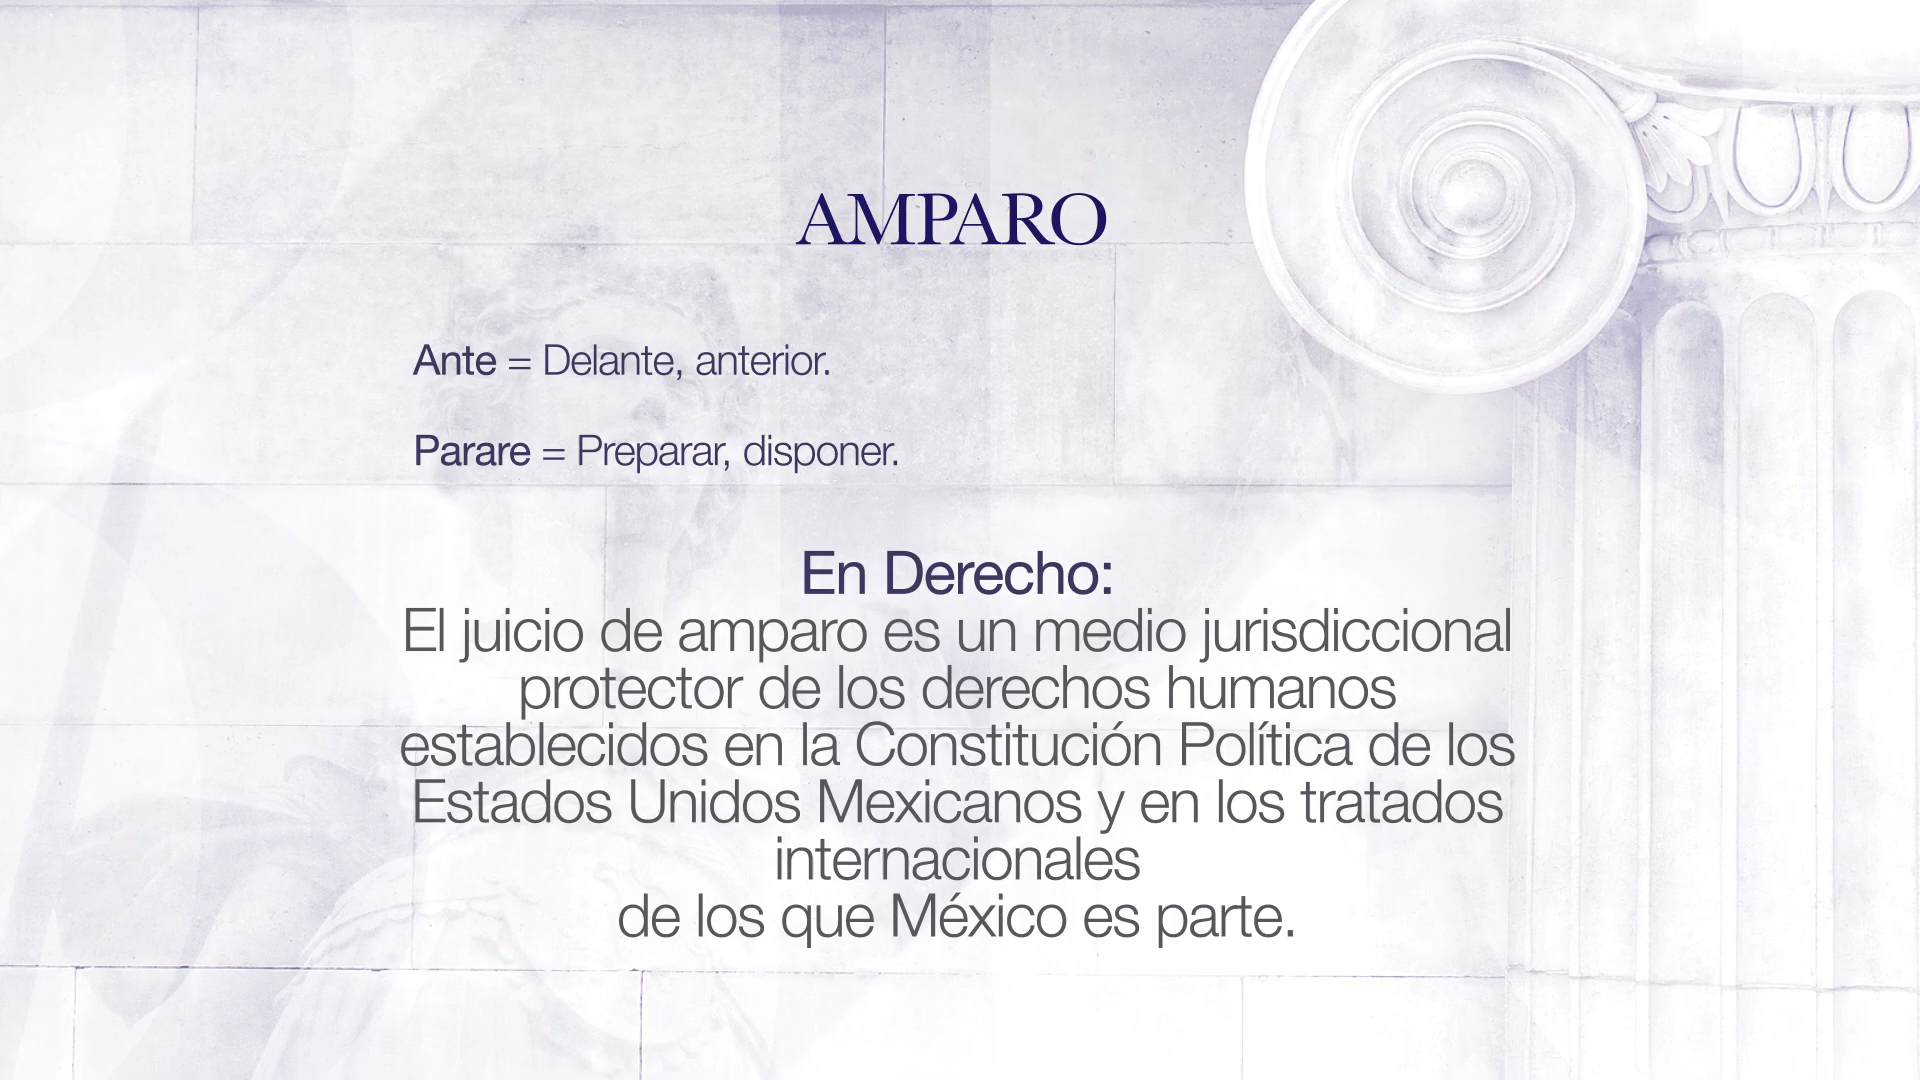 AMPARO
Ante = Delante, anterior.
Parare = Preparar, disponer.
En Derecho:
El juicio de amparo es un medio jurisdiccional
protector de los derechos humanos
establecidos en la Constitución Política de los
Estados Unidos Mexicanos y en los tratados
internacionales
de los que México es parte.